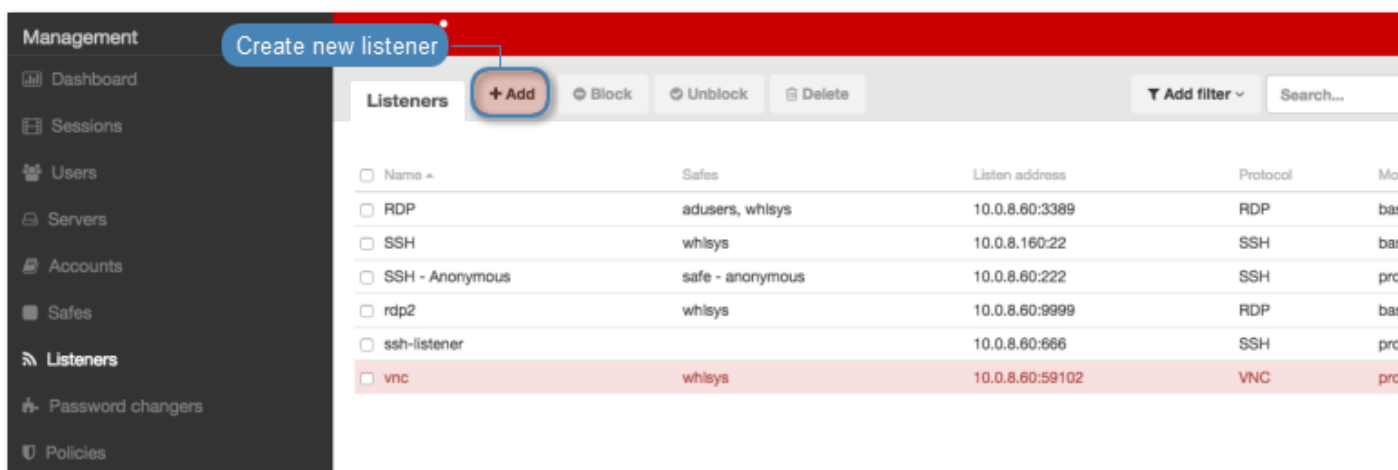 Management
Create new listener
Dashboard
Sessions
Users
Servers
Accounts
Safes
Listeners
Password changers
Policies
Listeners + Add Block Unblock Delete Add filter Search...
Name Safes Listen address Protocol
RDP adusers, whlsys 10.0.8.60:3389 RDP
SSH whlsys 10.0.8.160:22 SSH
SSH - Anonymous safe - anonymous 10.0.8.60:222 SSH
rdp2 whlsys 10.0.8.60:9999 RDP
ssh-listener 10.0.8.60:666 SSH
vnc whlsys 10.0.8.60:59102 VNC